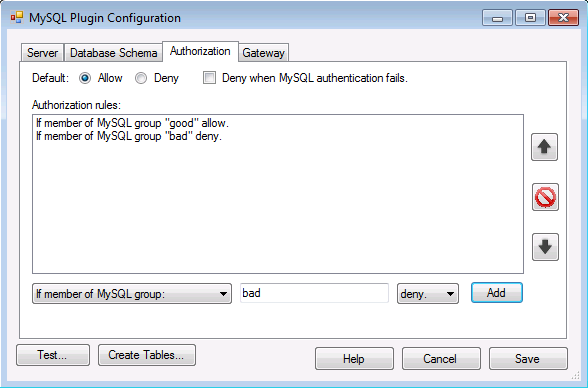 MySQL Plugin Configuration
Server Database Schema Authorization Gateway
Default: Allow Deny Deny when MySQL authentication fails.
Authorization rules:
If member of MySQL group "good" allow.
If member of MySQL group "bad" deny.
If member of MySQL group: bad deny. Add
Test... Create Tables... Help Cancel Save